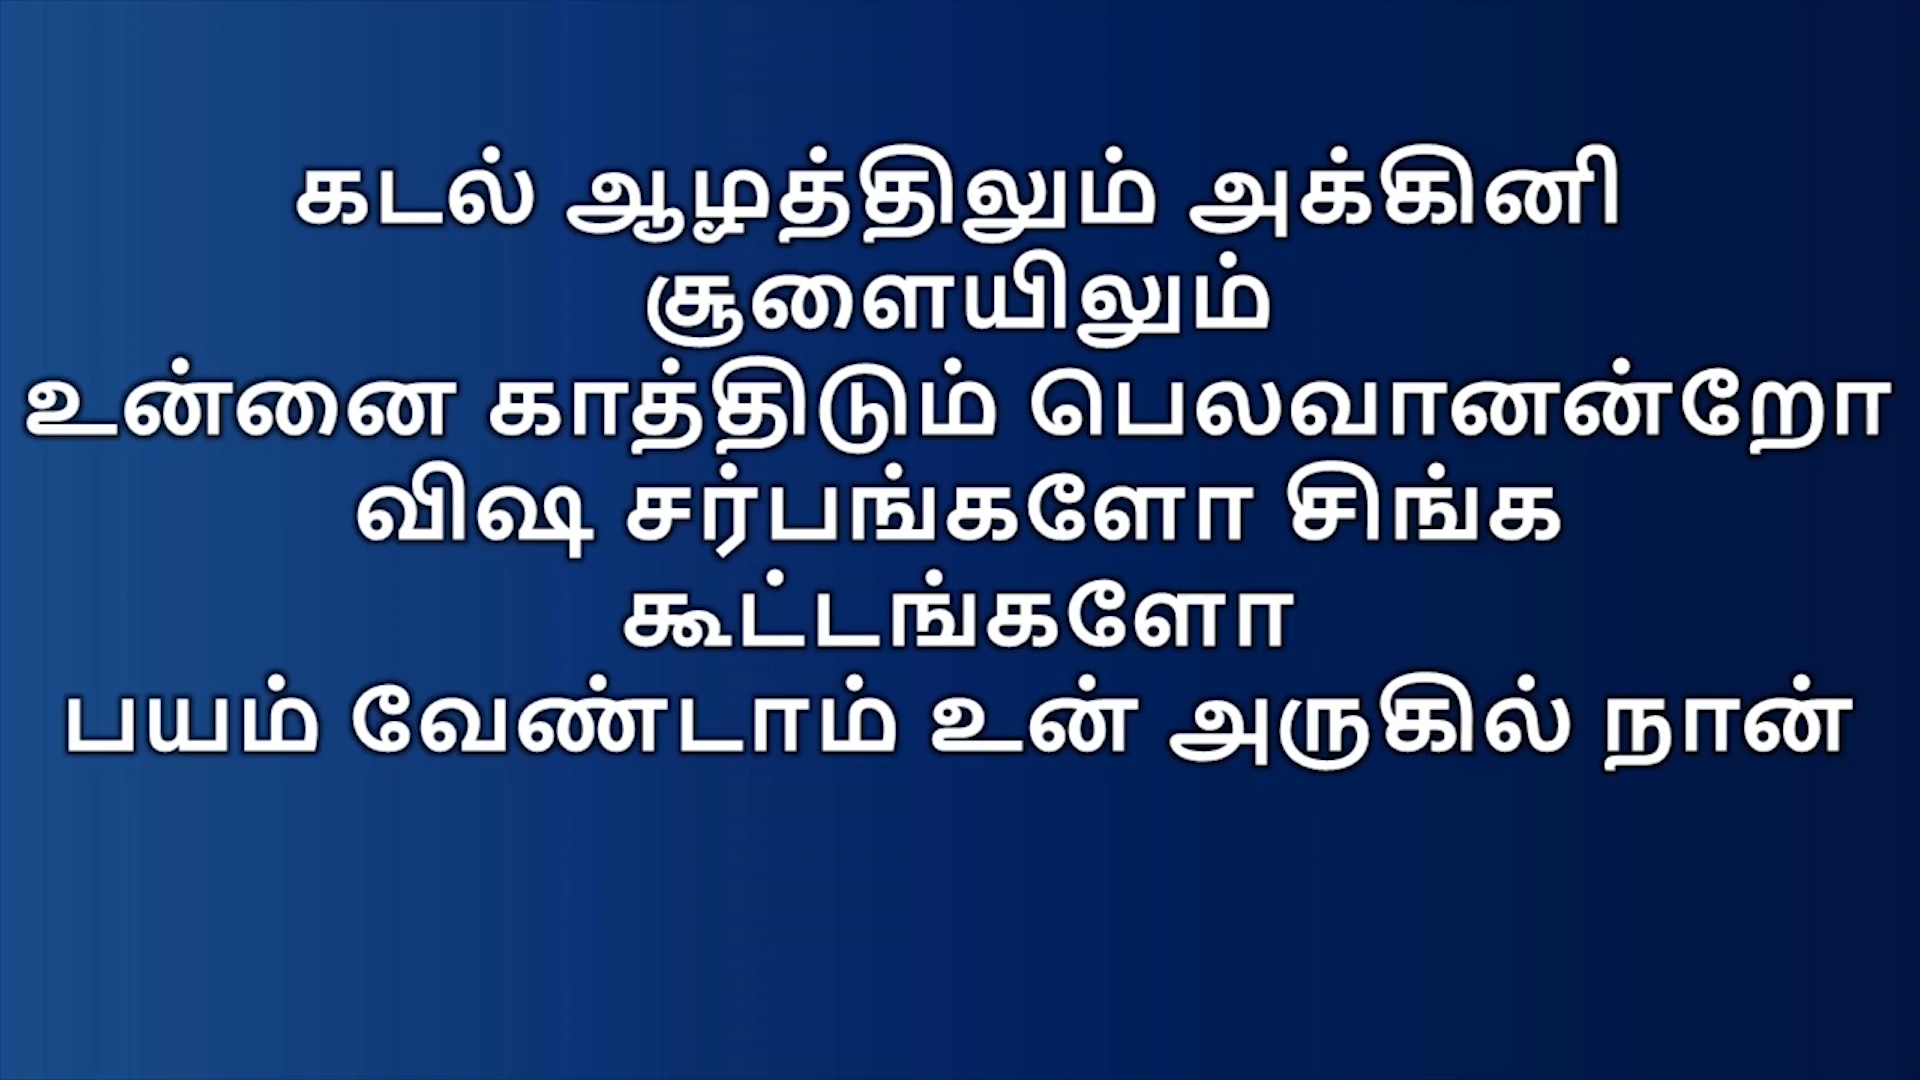 கடல் ஆழத்திலும் அக்கினி
சூளையிலும்
உன்னை காத்திடும் பெலவானன்றோ
விஷ சர்பங்களோ சிங்க
கூட்டங்களோ
பயம் வேண்டாம் உன் அருகில் நான்